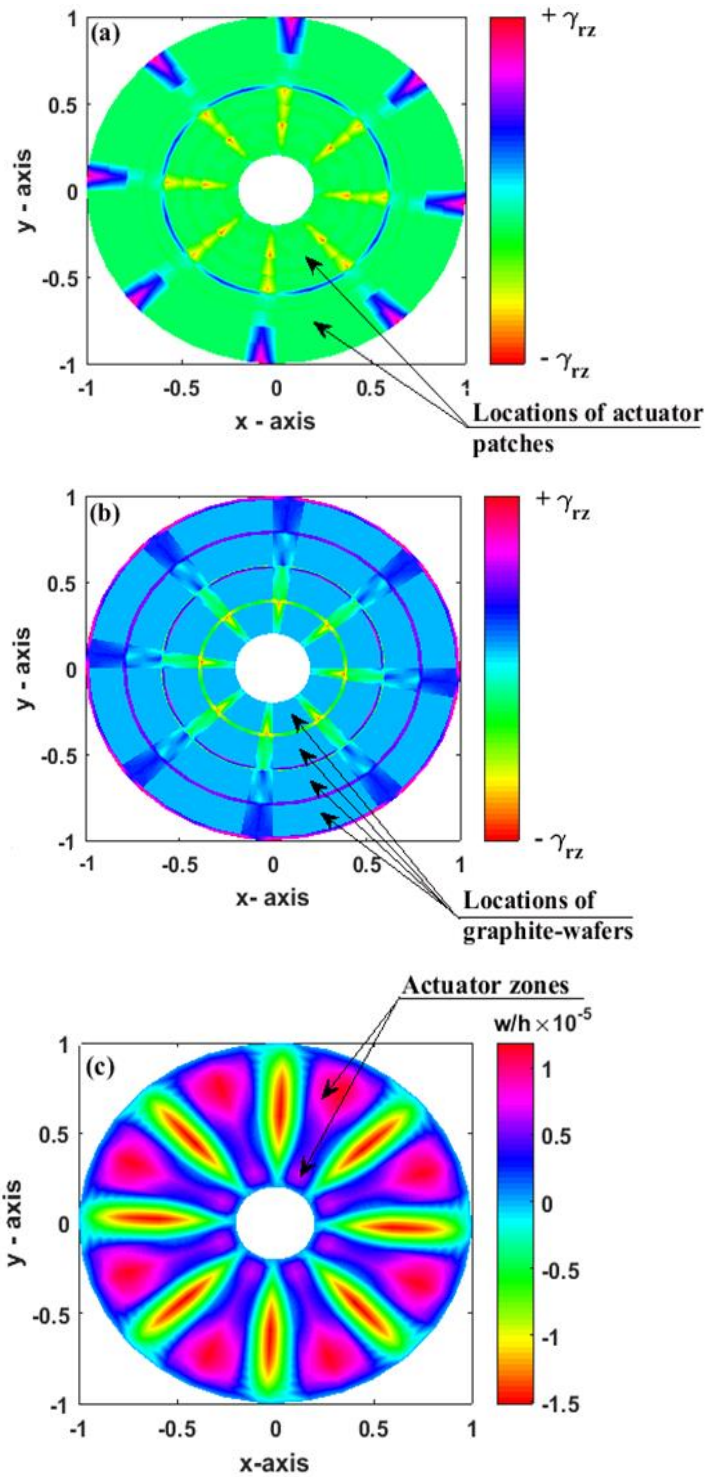 (a)
+ γrz
1
0.5
0
-0.5
-1
y - axis
-1
-0.5
0
0.5
1
x - axis
- γrz
Locations of actuator
patches
(b)
+ γrz
1
0.5
0
-0.5
-1
y - axis
-1
-0.5
0
0.5
1
x- axis
- γrz
Locations of
graphite-wafers
Actuator zones
w/h ×10-5
(c)
1
0.5
0
-0.5
-1
y - axis
-1
-0.5
0
0.5
1
x-axis
1
0.5
0
-0.5
-1
-1.5